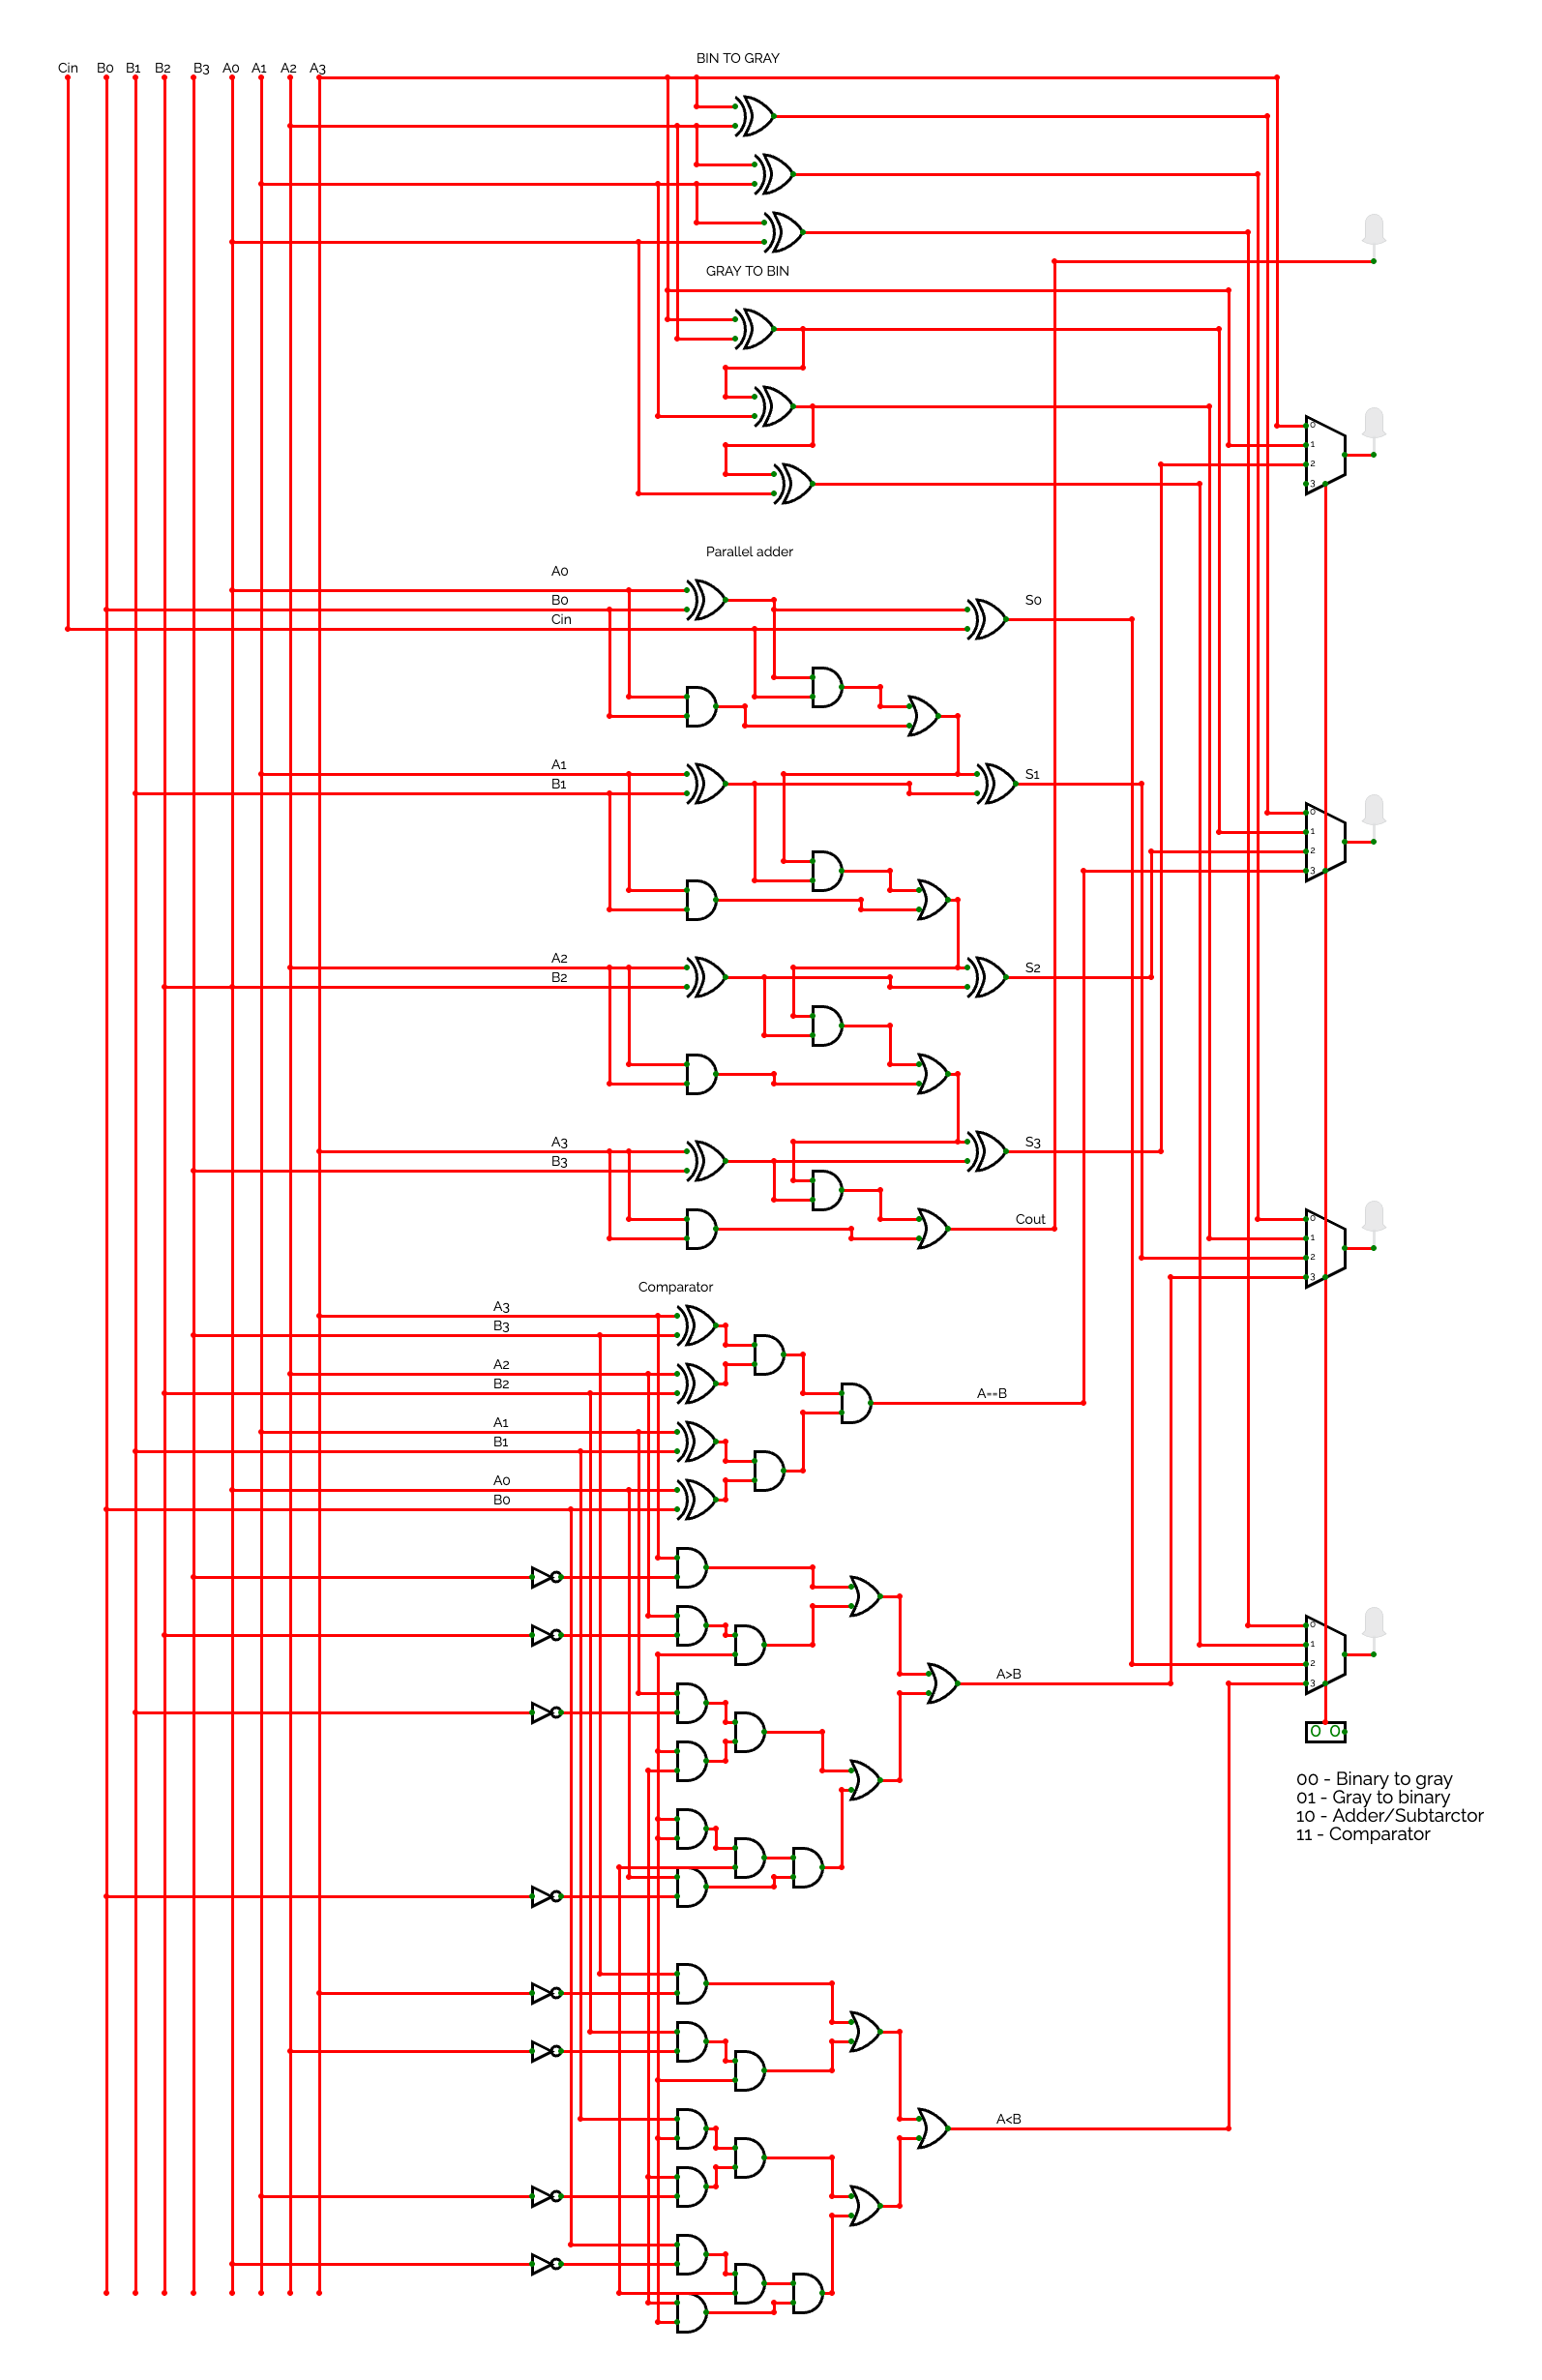 BIN TO GRAY
Cin B0 B1 B2 B3 A0 A1 A2 A3
GRAY TO BIN
0
1
2
3
Parallel adder
A0
B0
Cin
S0
A1
B1
S1
0
1
2
3
A2
B2
S2
A3
B3
S3
Cout
0
1
2
3
Comparator
A3
B3
A2
B2
A==B
A1
B1
A0
B0
0
1
2
3
A>B
0 0
00 - Binary to gray
01 - Gray to binary
10 - Adder/Subtarctor
11 - Comparator
A<B